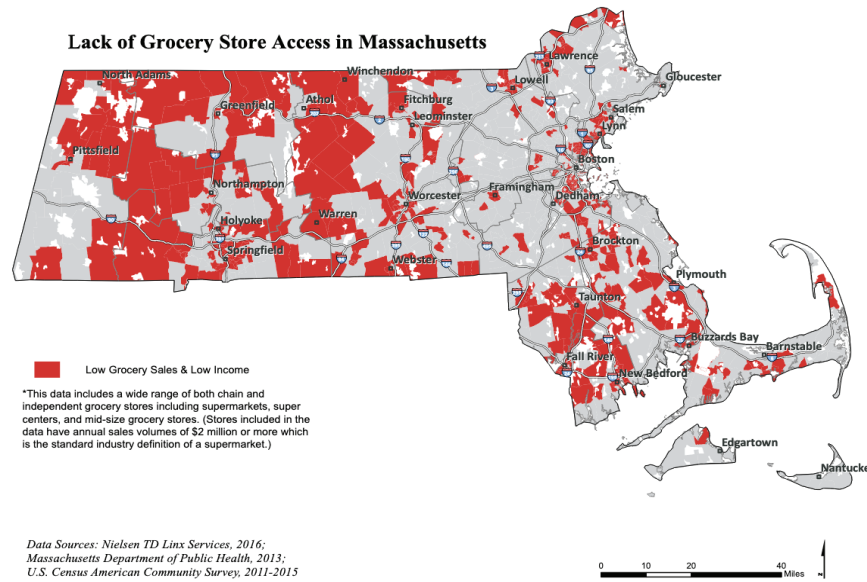 Lack of Grocery Store Access in Massachusetts
Lawrence
North Adams
Winchendon
Lowell
Gloucester
Greenfield
Athol
Fitchburg
Salem
Leominster
Lynn
Pittsfield
Boston
Northampton
Framingham
Worcester
Dedham
Holyoke
Warren
Springfield
Brockton
Webster
Plymouth
Taunton
Buzzards Bay
Barnstable
Fall River
New Bedford
Edgartown
Nantucke
Low Grocery Sales & Low Income
*This data includes a wide range of both chain and
independent grocery stores including supermarkets, super
centers, and mid-size grocery stores. (Stores included in the
data have annual sales volumes of $2 million or more which
is the standard industry definition of a supermarket.)
Data Sources: Nielsen TD Linx Services, 2016;
Massachusetts Department of Public Health, 2013;
U.S. Census American Community Survey, 2011-2015
0 10 20 40
Miles